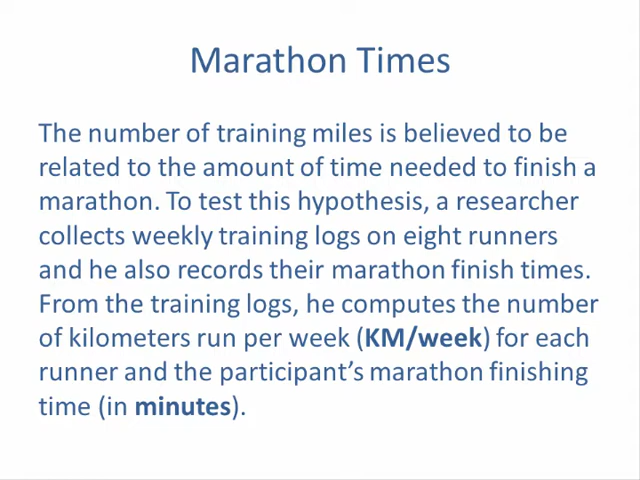 Marathon Times
The number of training miles is believed to be
related to the amount of time needed to finish a
marathon. To test this hypothesis, a researcher
collects weekly training logs on eight runners
and he also records their marathon finish times.
From the training logs, he computes the number
of kilometers run per week (KM/week) for each
runner and the participant’s marathon finishing
time (in minutes).